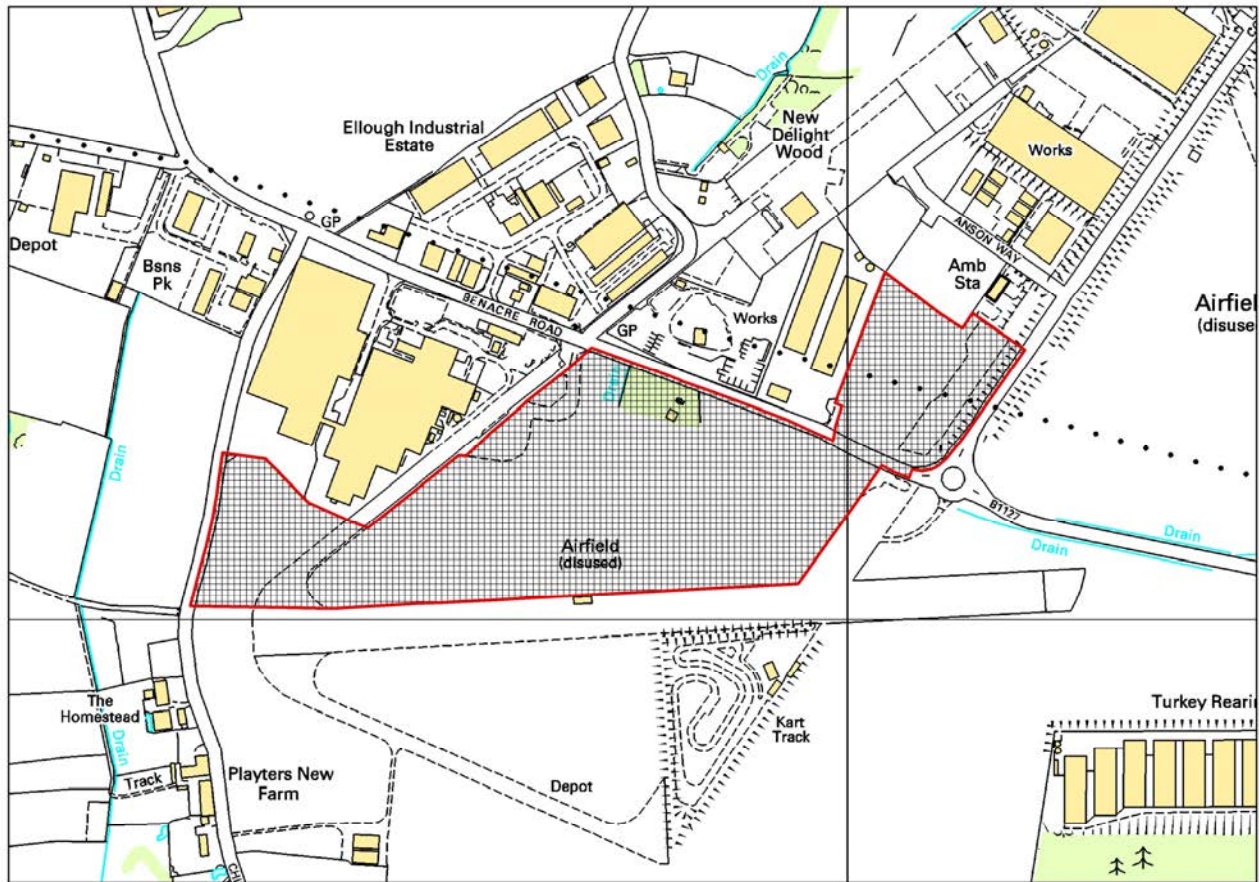 Drain
Ellough Industrial
Estate
New
Delight
Wood
Works
GP
Depot
Bsns
Pk
BENACRE ROAD
ANSON WAY
Amb
Sta
Works
GP
Airfiel
(disuse
Drain
Drain
Airfield
(disused)
B1127
Drain
Drain
The
Homestead
Drain
Track
Playters New
Farm
Depot
Kart
Track
Turkey Rearin